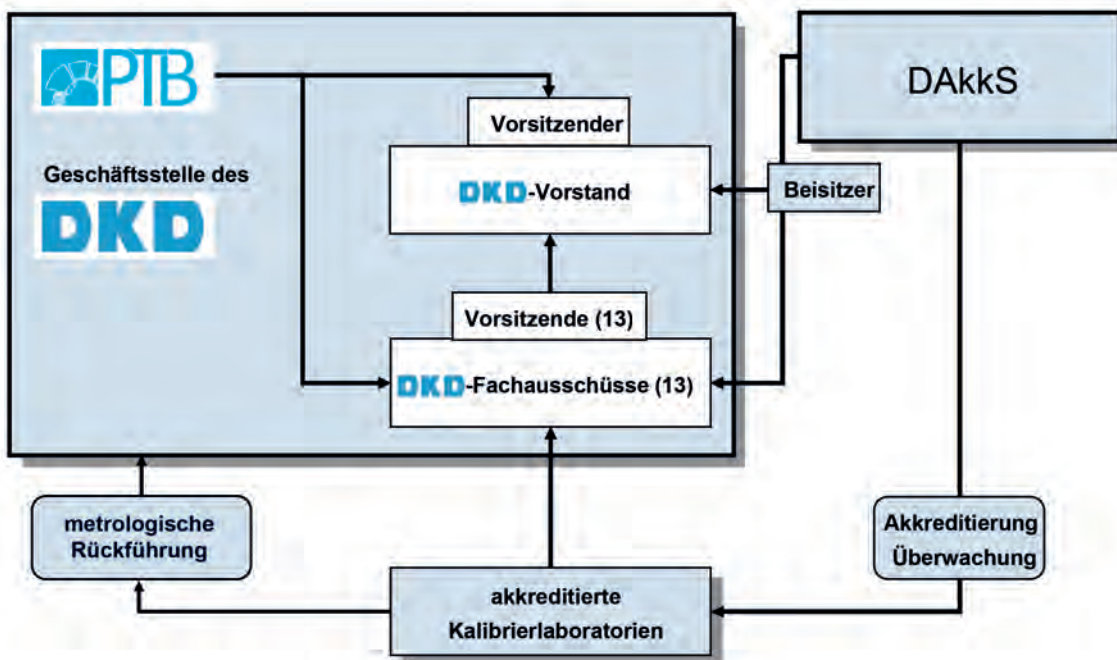 PTB
DAkkS
Vorsitzender
Geschäftsstelle des
DKD
DKD-Vorstand
Beisitzer
Vorsitzende (13)
DKD-Fachausschüsse (13)
metrologische
Rückführung
Akkreditierung
Überwachung
akkreditierte
Kalibrierlaboratorien